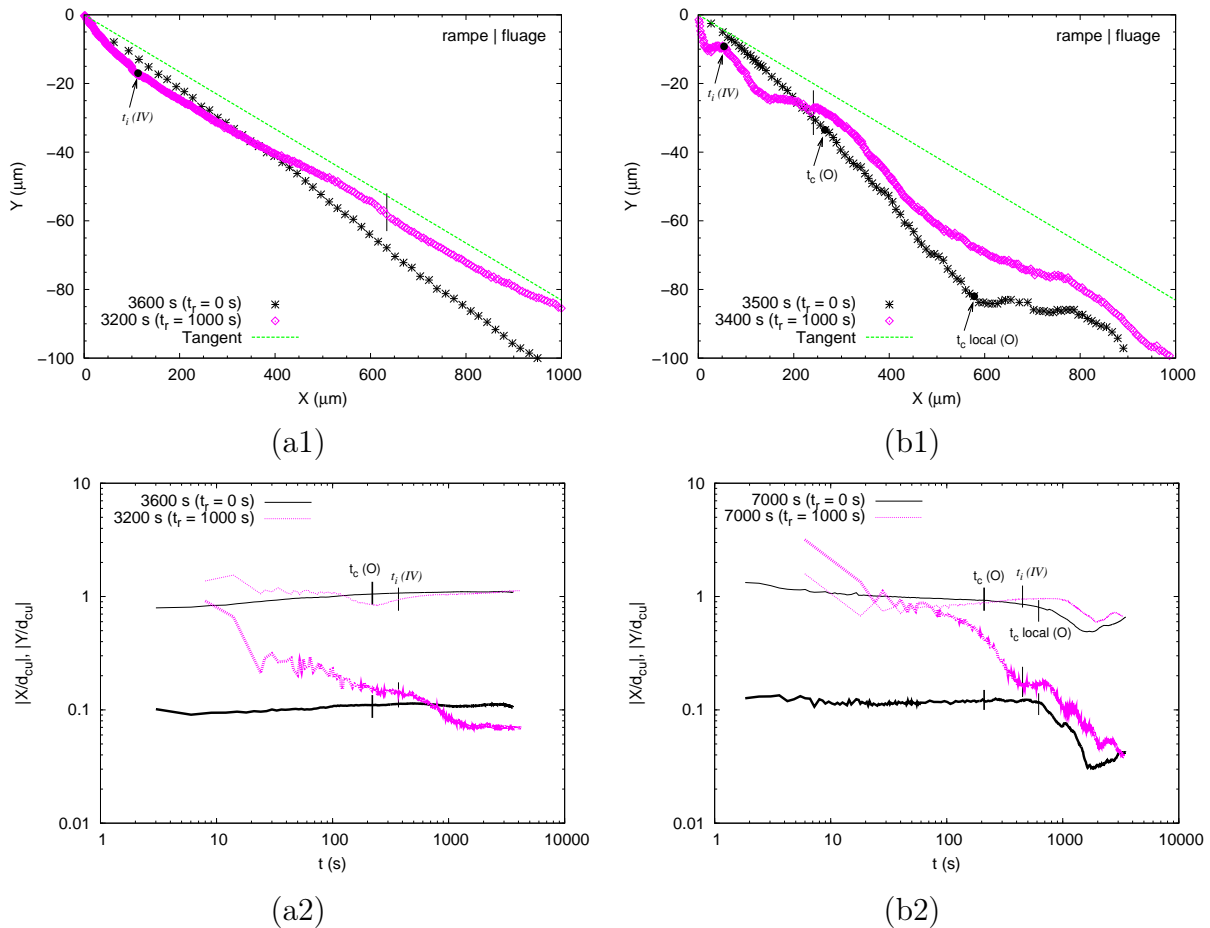 rampe | fluage
0
−20
−40
−60
−80
−100
Y (μm)
t_i (IV)
3600 s (t_r = 0 s)
3200 s (t_r = 1000 s)
Tangent
0 200 400 600 800 1000
X (μm)
(a1)
rampe | fluage
0
−20
−40
−60
−80
−100
Y (μm)
t_i (IV)
t_c (O)
t_c local (O)
3500 s (t_r = 0 s)
3400 s (t_r = 1000 s)
Tangent
0 200 400 600 800 1000
X (μm)
(b1)
10
1
0.1
0.01
|X/d_cu|, |Y/d_cu|
3600 s (t_r = 0 s)
3200 s (t_r = 1000 s)
t_c (O)
t_i (IV)
1 10 100 1000 10000
t (s)
(a2)
10
1
0.1
0.01
|X/d_cu|, |Y/d_cu|
7000 s (t_r = 0 s)
7000 s (t_r = 1000 s)
t_c (O)
t_i (IV)
t_c local (O)
1 10 100 1000 10000
t (s)
(b2)